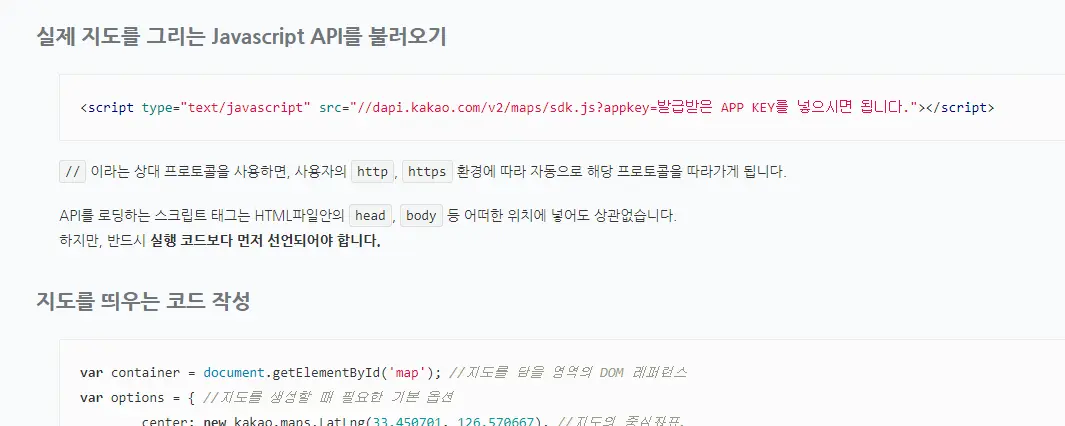 실제 지도를 그리는 Javascript API를 불러오기
<script type="text/javascript" src="//dapi.kakao.com/v2/maps/sdk.js?appkey=발급받은 APP KEY를 넣으시면 됩니다."></script>
// 이라는 상대 프로토콜을 사용하면, 사용자의 http, https 환경에 따라 자동으로 해당 프로토콜을 따라가게 됩니다.
API를 로딩하는 스크립트 태그는 HTML파일안의 head, body 등 어떠한 위치에 넣어도 상관없습니다.
하지만, 반드시 실행 코드보다 먼저 선언되어야 합니다.
지도를 띄우는 코드 작성
var container = document.getElementById('map'); //지도를 담을 영역의 DOM 레퍼런스
var options = { //지도를 생성할 때 필요한 기본 옵션
center: new kakao.maps.LatLng(33.450701, 126.570667), //지도의 중심좌표.